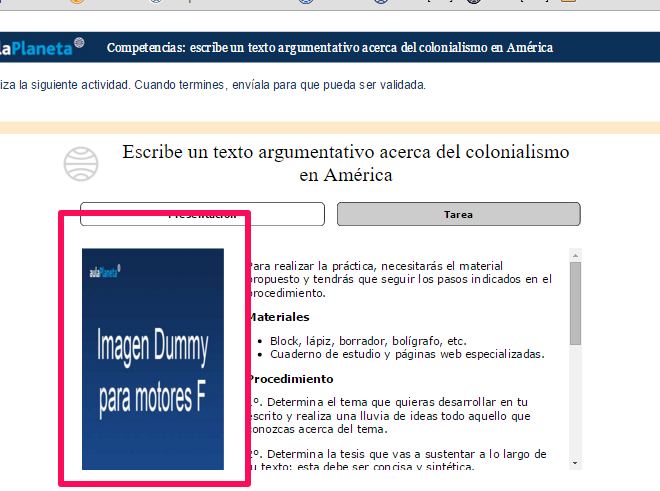 aPlaneta
Competencias: escribe un texto argumentativo acerca del colonialismo en América
iza la siguiente actividad. Cuando termines, envíala para que pueda ser validada.
Escribe un texto argumentativo acerca del colonialismo
en América
Presentación
Tarea
aulaPlaneta
Imagen Dummy
para motores F
Para realizar la práctica, necesitarás el material
propuesto y tendrás que seguir los pasos indicados en el
procedimiento.
Materiales
Block, lápiz, borrador, bolígrafo, etc.
Cuaderno de estudio y páginas web especializadas.
Procedimiento
1º. Determina el tema que quieras desarrollar en tu
escrito y realiza una lluvia de ideas todo aquello que
conozcas acerca del tema.
2º. Determina la tesis que vas a sustentar a lo largo de
tu texto: esta debe ser concisa y sintética.